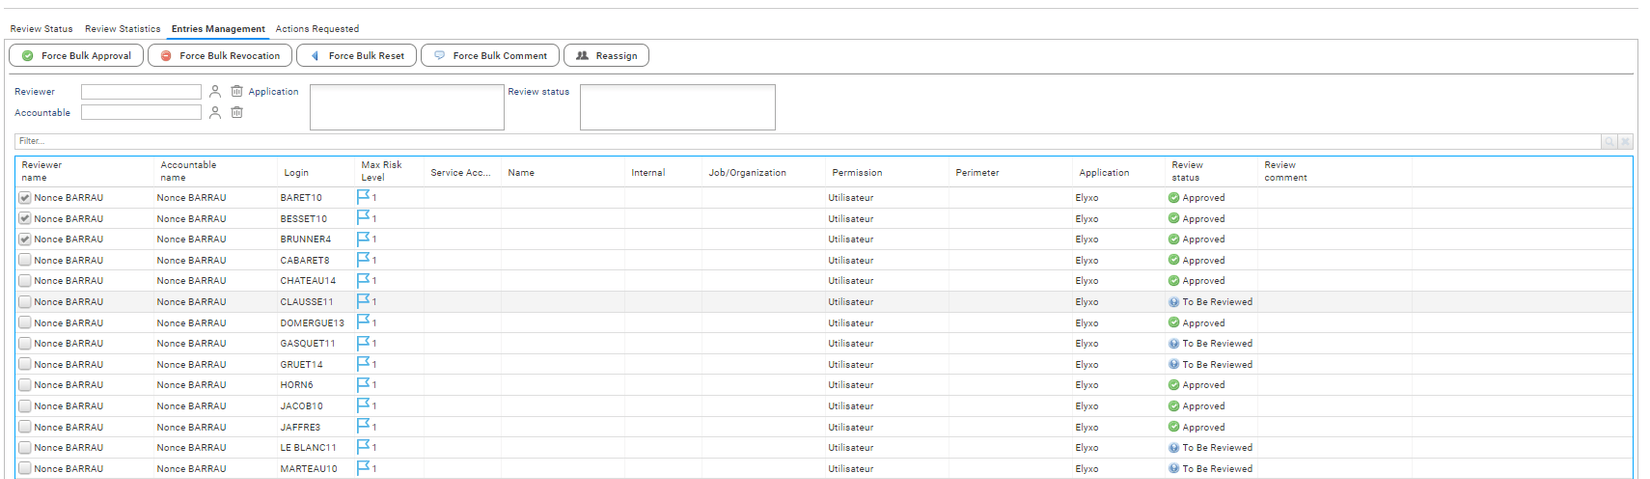 Review Status Review Statistics Entries Management Actions Requested
Force Bulk Approval Force Bulk Revocation Force Bulk Reset Force Bulk Comment Reassign
Reviewer Application Review status
Accountable
Filter...
Reviewer name Accountable name Login Max Risk Level Service Acc... Name Internal Job/Organization Permission Perimeter Application Review status Review comment
Nonce BARRAU Nonce BARRAU BARET10 1 Utilisateur Elyxo Approved
Nonce BARRAU Nonce BARRAU BESSET10 1 Utilisateur Elyxo Approved
Nonce BARRAU Nonce BARRAU BRUNNER4 1 Utilisateur Elyxo Approved
Nonce BARRAU Nonce BARRAU CABARET8 1 Utilisateur Elyxo Approved
Nonce BARRAU Nonce BARRAU CHATEAU14 1 Utilisateur Elyxo Approved
Nonce BARRAU Nonce BARRAU CLAUSSE11 1 Utilisateur Elyxo To Be Reviewed
Nonce BARRAU Nonce BARRAU DOMERGUE13 1 Utilisateur Elyxo Approved
Nonce BARRAU Nonce BARRAU GASQUET11 1 Utilisateur Elyxo To Be Reviewed
Nonce BARRAU Nonce BARRAU GRUET14 1 Utilisateur Elyxo To Be Reviewed
Nonce BARRAU Nonce BARRAU HORN6 1 Utilisateur Elyxo Approved
Nonce BARRAU Nonce BARRAU JACOB10 1 Utilisateur Elyxo Approved
Nonce BARRAU Nonce BARRAU JAFFRE3 1 Utilisateur Elyxo Approved
Nonce BARRAU Nonce BARRAU LE BLANC11 1 Utilisateur Elyxo To Be Reviewed
Nonce BARRAU Nonce BARRAU MARTEAU10 1 Utilisateur Elyxo To Be Reviewed